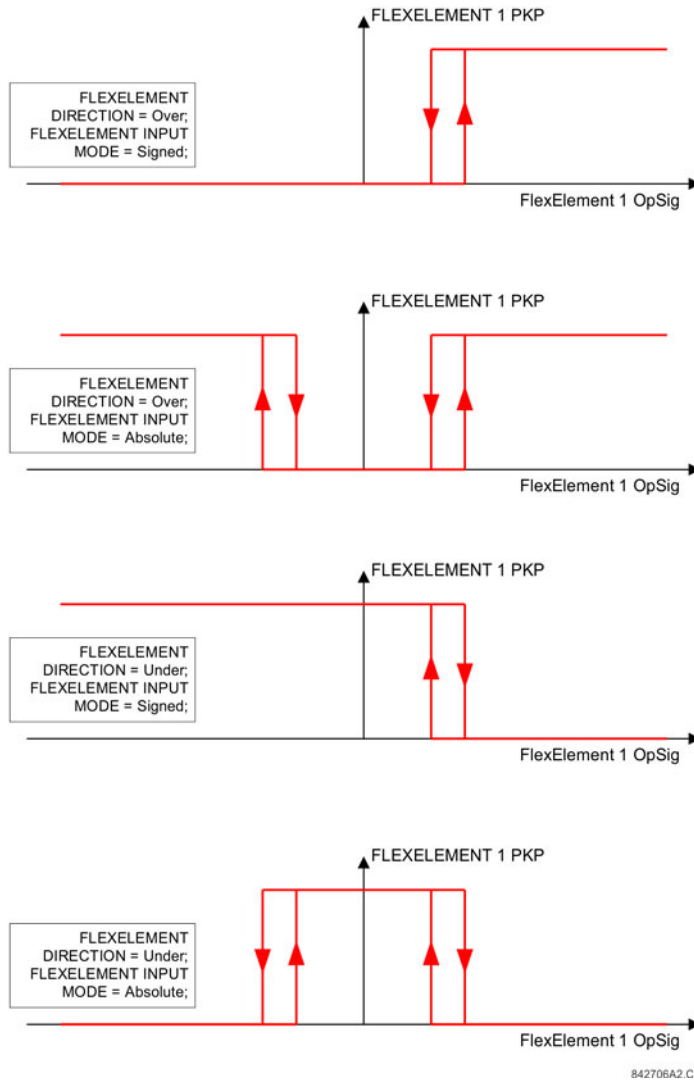 FLEXELEMENT 1 PKP
FLEXELEMENT
DIRECTION = Over;
FLEXELEMENT INPUT
MODE = Signed;
FlexElement 1 OpSig
FLEXELEMENT 1 PKP
FLEXELEMENT
DIRECTION = Over;
FLEXELEMENT INPUT
MODE = Absolute;
FlexElement 1 OpSig
FLEXELEMENT 1 PKP
FLEXELEMENT
DIRECTION = Under;
FLEXELEMENT INPUT
MODE = Signed;
FlexElement 1 OpSig
FLEXELEMENT 1 PKP
FLEXELEMENT
DIRECTION = Under;
FLEXELEMENT INPUT
MODE = Absolute;
FlexElement 1 OpSig
842706A2.C